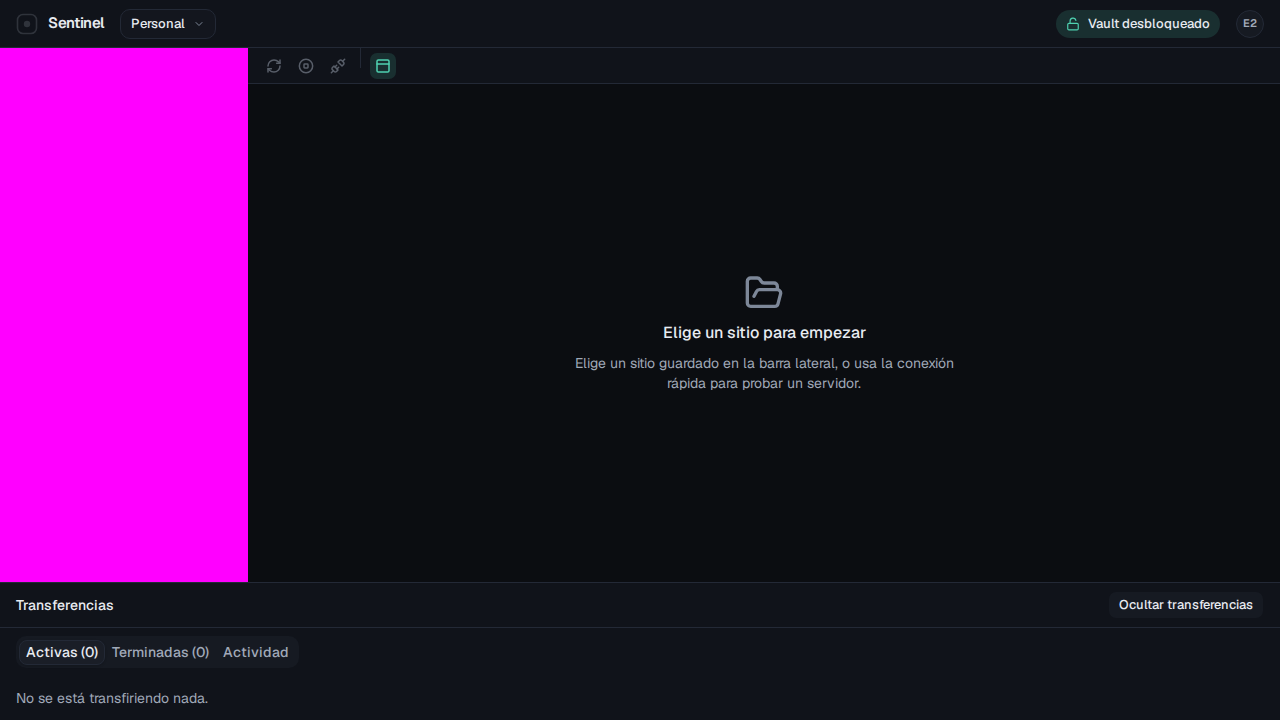 Sentinel
Personal
Vault desbloqueado
E2
Elige un sitio para empezar
Elige un sitio guardado en la barra lateral, o usa la conexión
rápida para probar un servidor.
Transferencias
Ocultar transferencias
Activas (0)
Terminadas (0)
Actividad
No se está transfiriendo nada.